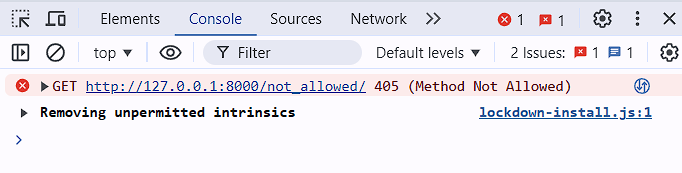 Elements Console Sources Network 1 1
top Filter Default levels 2 Issues: 1 1
GET http://127.0.0.1:8000/not_allowed/ 405 (Method Not Allowed)
Removing unpermitted intrinsics lockdown-install.js:1